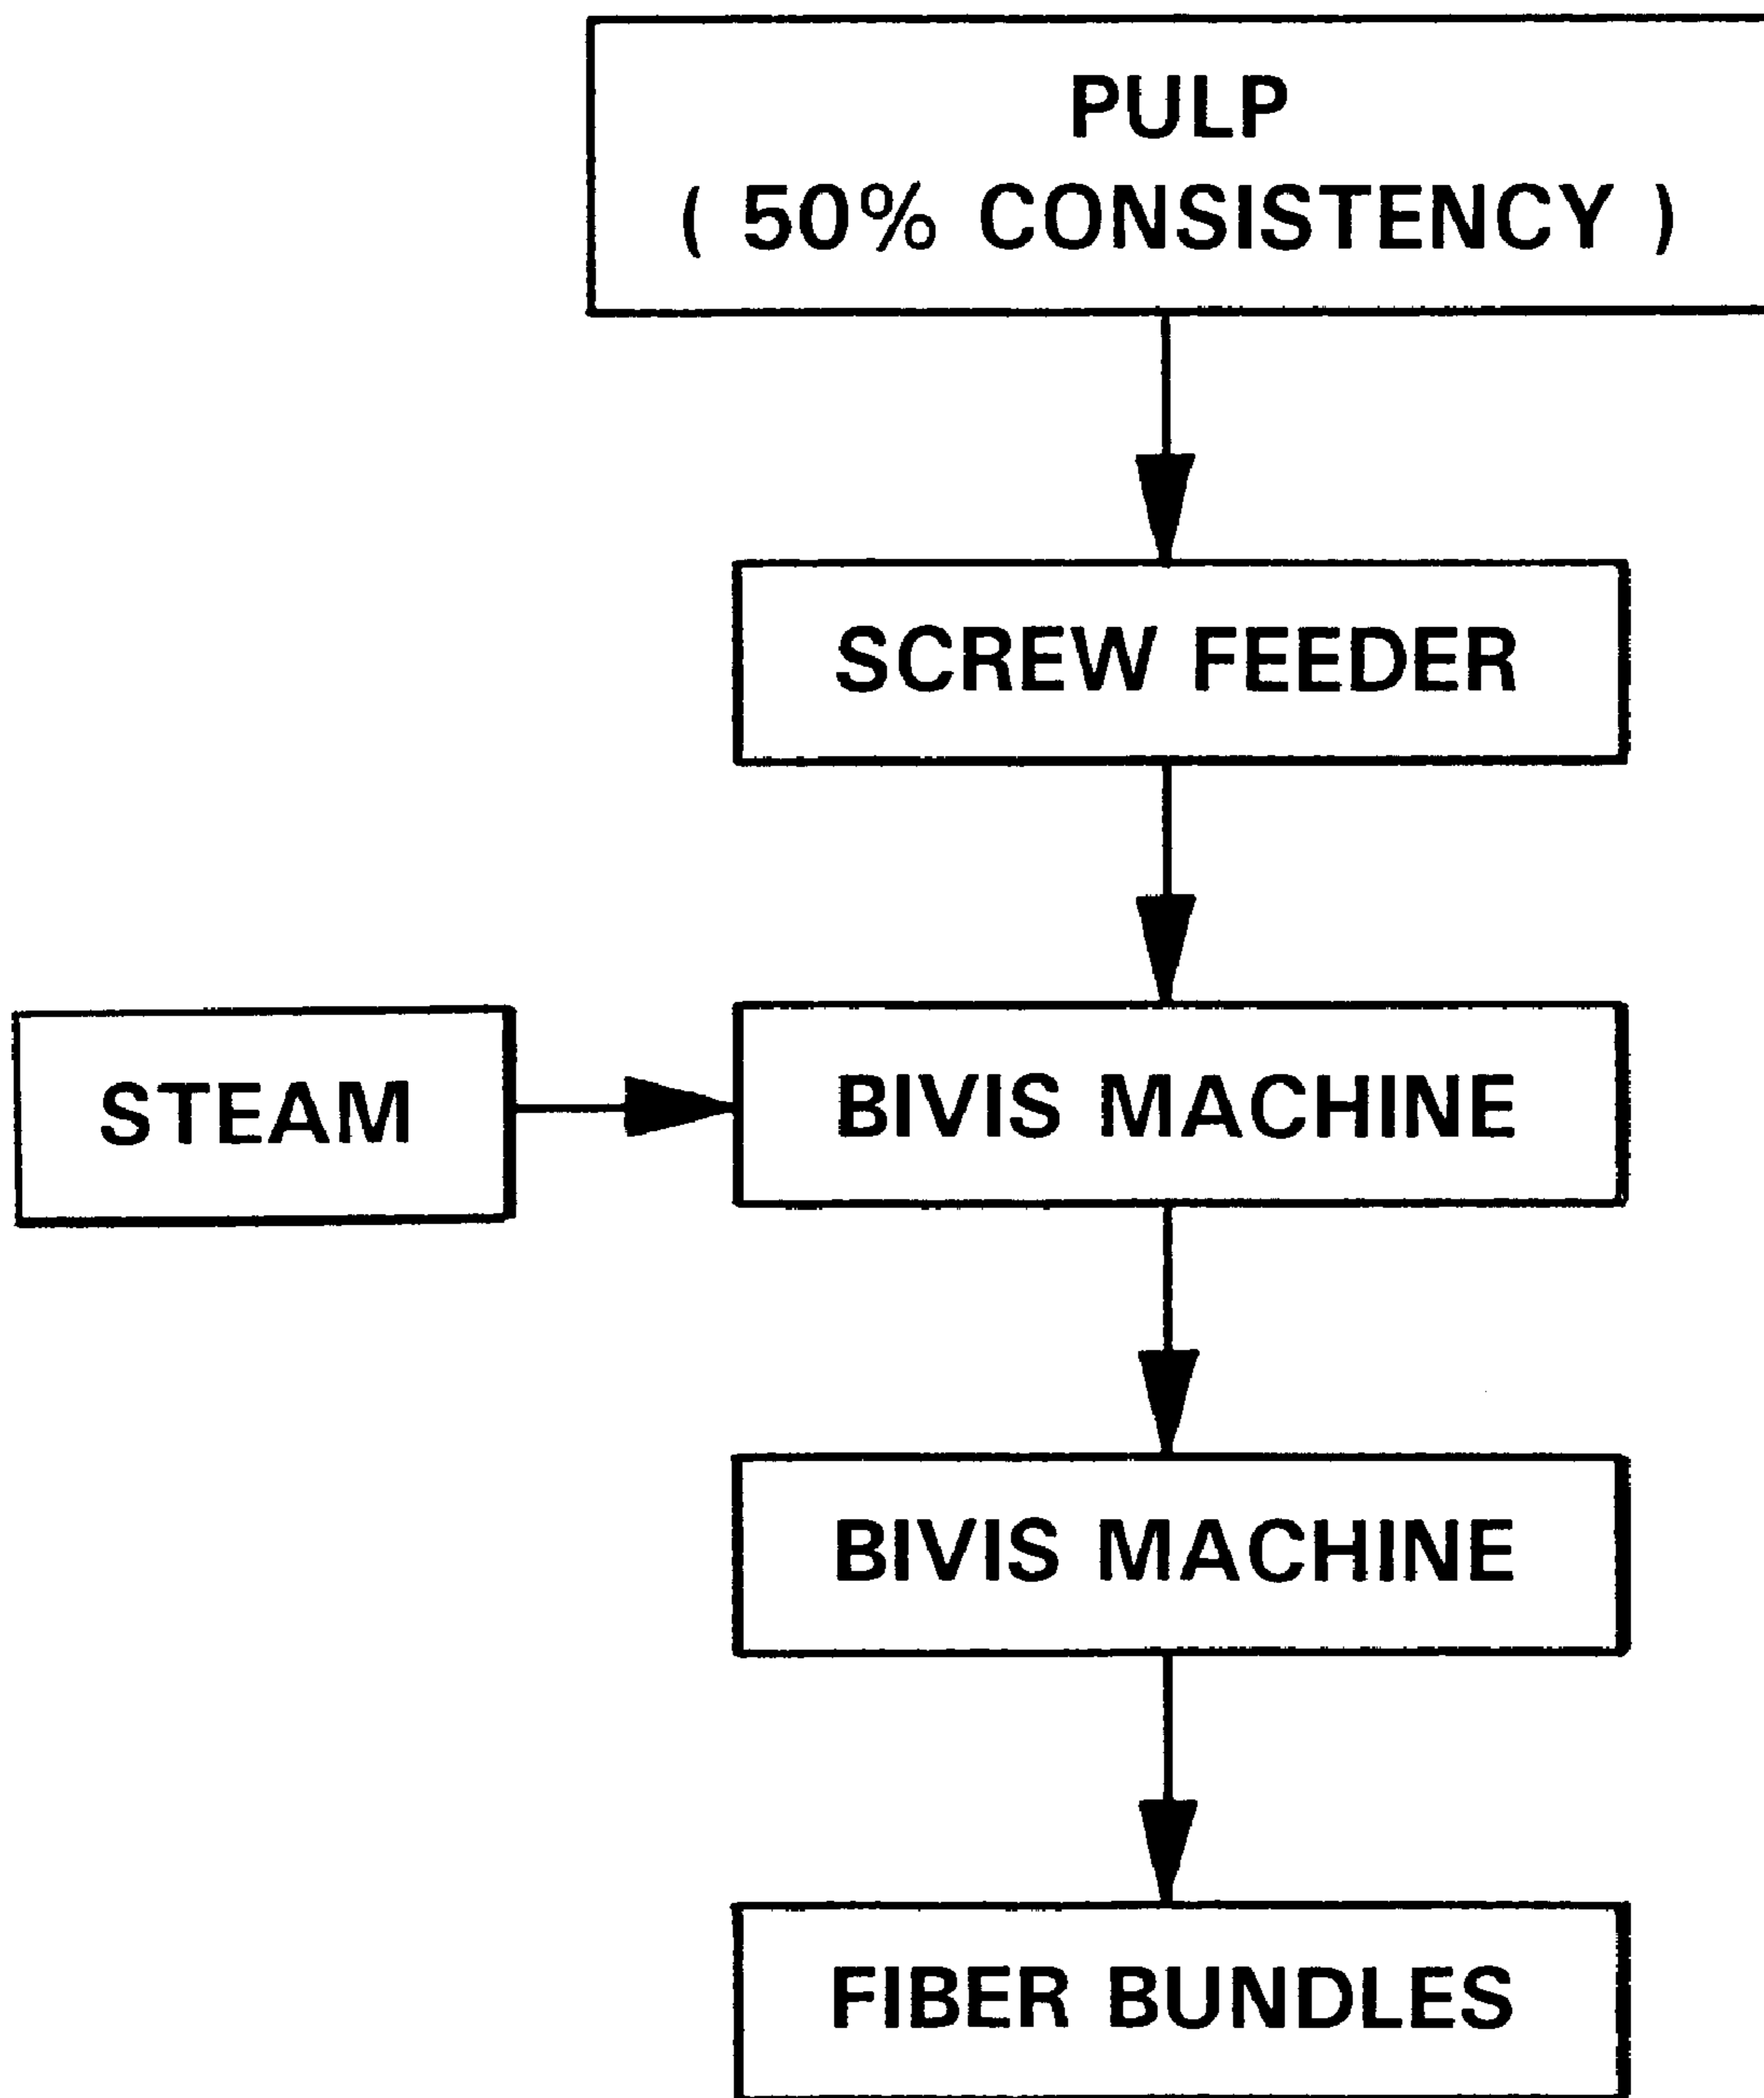 PULP
( 50% CONSISTENCY )
SCREW FEEDER
STEAM
BIVIS MACHINE
BIVIS MACHINE
FIBER BUNDLES